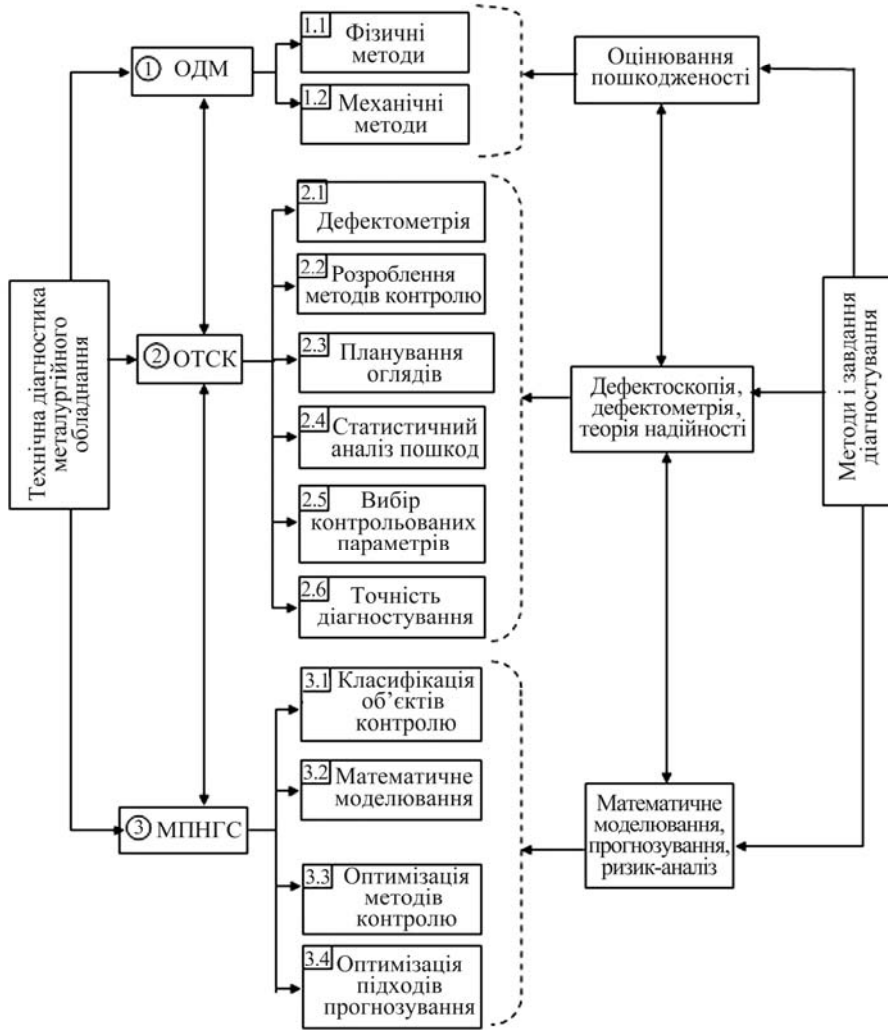 Технічна діагностика
металургійного
обладнання
1 ОДМ
1.1
Фізичні
методи
1.2
Механічні
методи
2 ОТСК
2.1
Дефектометрія
2.2
Розроблення
методів контролю
2.3
Планування
оглядів
2.4
Статистичний
аналіз пошкод
2.5
Вибір
контрольованих
параметрів
2.6
Точність
діагностування
3 МПНГС
3.1
Класифікація
об’єктів
контролю
3.2
Математичне
моделювання
3.3
Оптимізація
методів
контролю
3.4
Оптимізація
підходів
прогнозування
Оцінювання
пошкодженості
Дефектоскопія,
дефектометрія,
теорія надійності
Математичне
моделювання,
прогнозування,
ризик-аналіз
Методи і завдання
діагностування